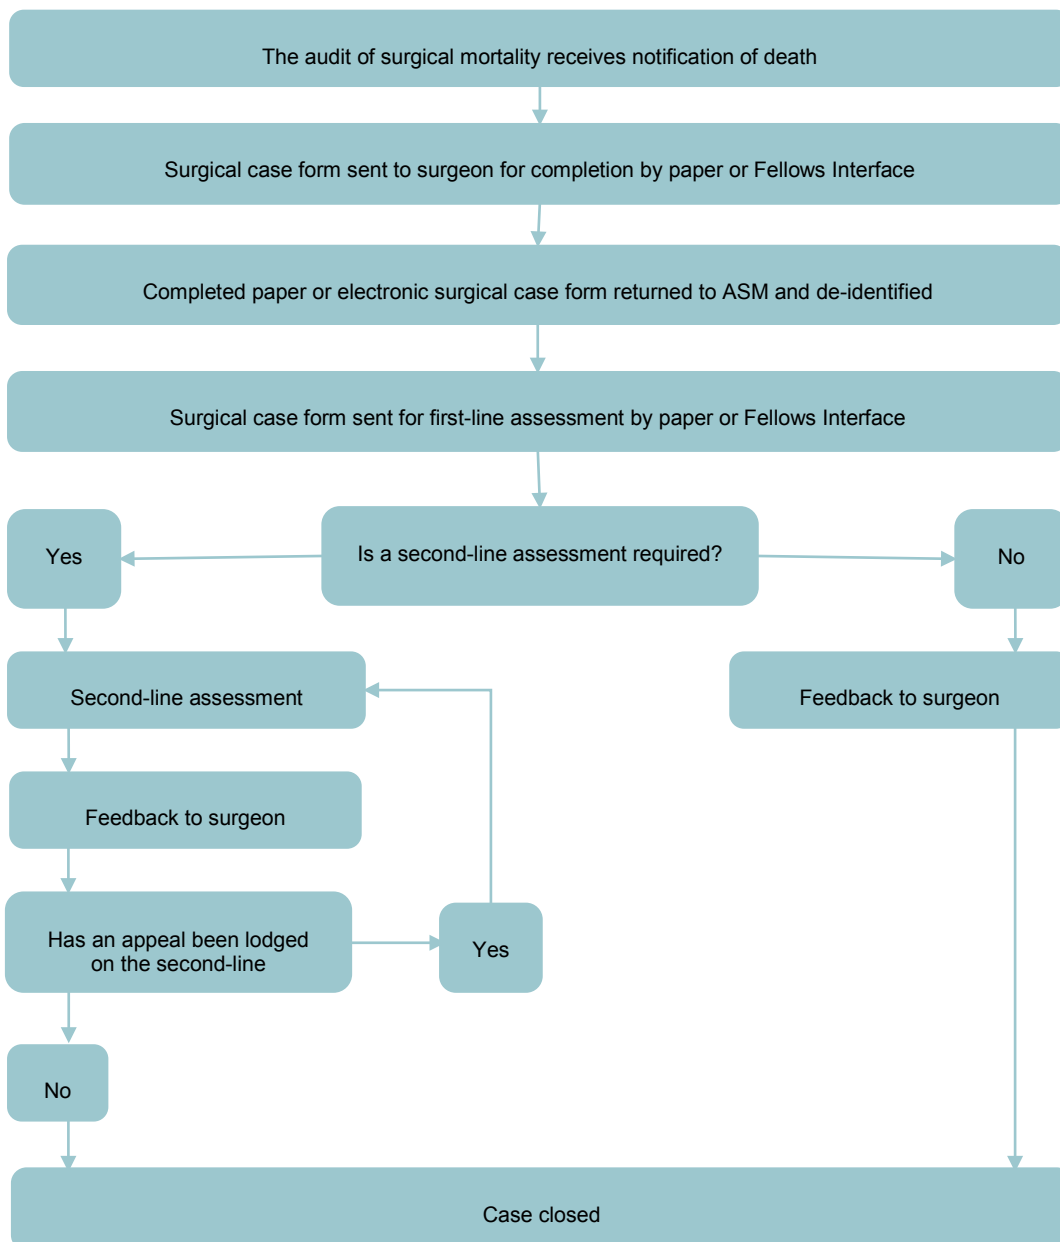 The audit of surgical mortality receives notification of death
Surgical case form sent to surgeon for completion by paper or Fellows Interface
Completed paper or electronic surgical case form returned to ASM and de-identified
Surgical case form sent for first-line assessment by paper or Fellows Interface
Yes
Is a second-line assessment required?
No
Second-line assessment
Feedback to surgeon
Feedback to surgeon
Has an appeal been lodged
on the second-line
Yes
No
Case closed